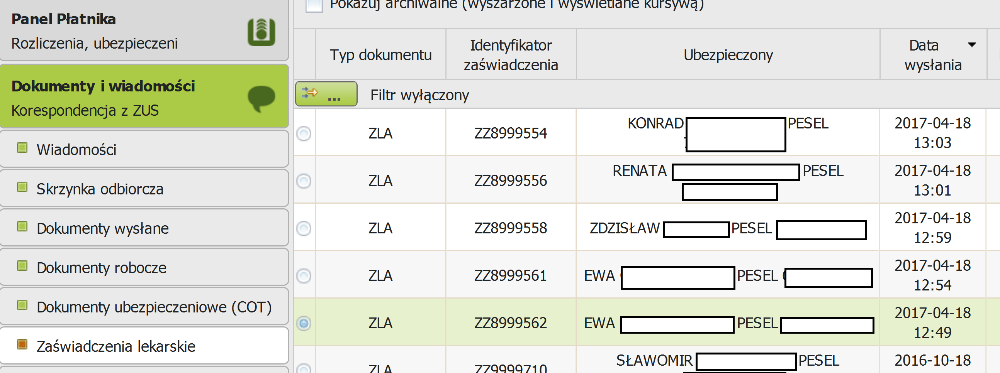 Panel Płatnika
Rozliczenia, ubezpieczeni
Dokumenty i wiadomości
Korespondencja z ZUS
Wiadomości
Skrzynka odbiorcza
Dokumenty wysłane
Dokumenty robocze
Dokumenty ubezpieczeniowe (COT)
Zaświadczenia lekarskie
Pokazuj archiwalne (wyszarzone i wyświetlane kursywą)
Typ dokumentu
Identyfikator
zaświadczenia
Ubezpieczony
Data
wysłania
... Filtr wyłączony
ZLA ZZ8999554 KONRAD PESEL 2017-04-18
13:03
ZLA ZZ8999556 RENATA PESEL 2017-04-18
13:01
ZLA ZZ8999558 ZDZISŁAW PESEL 2017-04-18
12:59
ZLA ZZ8999561 EWA PESEL 2017-04-18
12:54
ZLA ZZ8999562 EWA PESEL 2017-04-18
12:49
ZLA ZZ9999710 SŁAWOMIR PESEL 2016-10-18